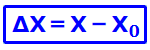 ΔX = X − X₀